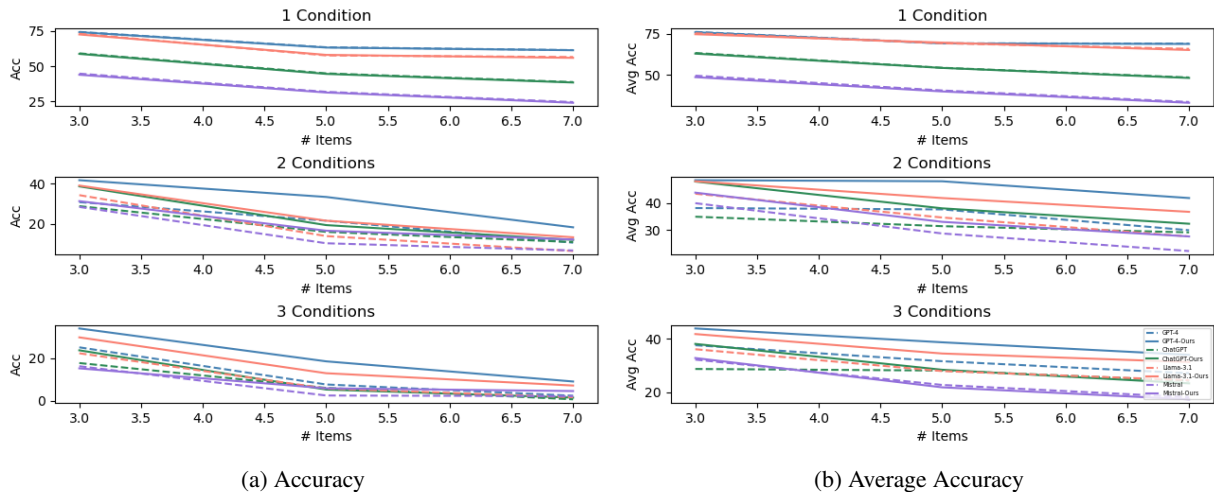 1 Condition
75
50
25
Acc
3.0 3.5 4.0 4.5 5.0 5.5 6.0 6.5 7.0
# Items
2 Conditions
40
20
Acc
3.0 3.5 4.0 4.5 5.0 5.5 6.0 6.5 7.0
# Items
3 Conditions
20
0
Acc
3.0 3.5 4.0 4.5 5.0 5.5 6.0 6.5 7.0
# Items
(a) Accuracy
1 Condition
75
50
Avg Acc
3.0 3.5 4.0 4.5 5.0 5.5 6.0 6.5 7.0
# Items
2 Conditions
40
30
Avg Acc
3.0 3.5 4.0 4.5 5.0 5.5 6.0 6.5 7.0
# Items
3 Conditions
40
20
Avg Acc
GPT-4
GPT-4-Ours
ChatGPT
ChatGPT-Ours
Llama-3.1
Llama-3.1-Ours
Mistral
Mistral-Ours
3.0 3.5 4.0 4.5 5.0 5.5 6.0 6.5 7.0
# Items
(b) Average Accuracy